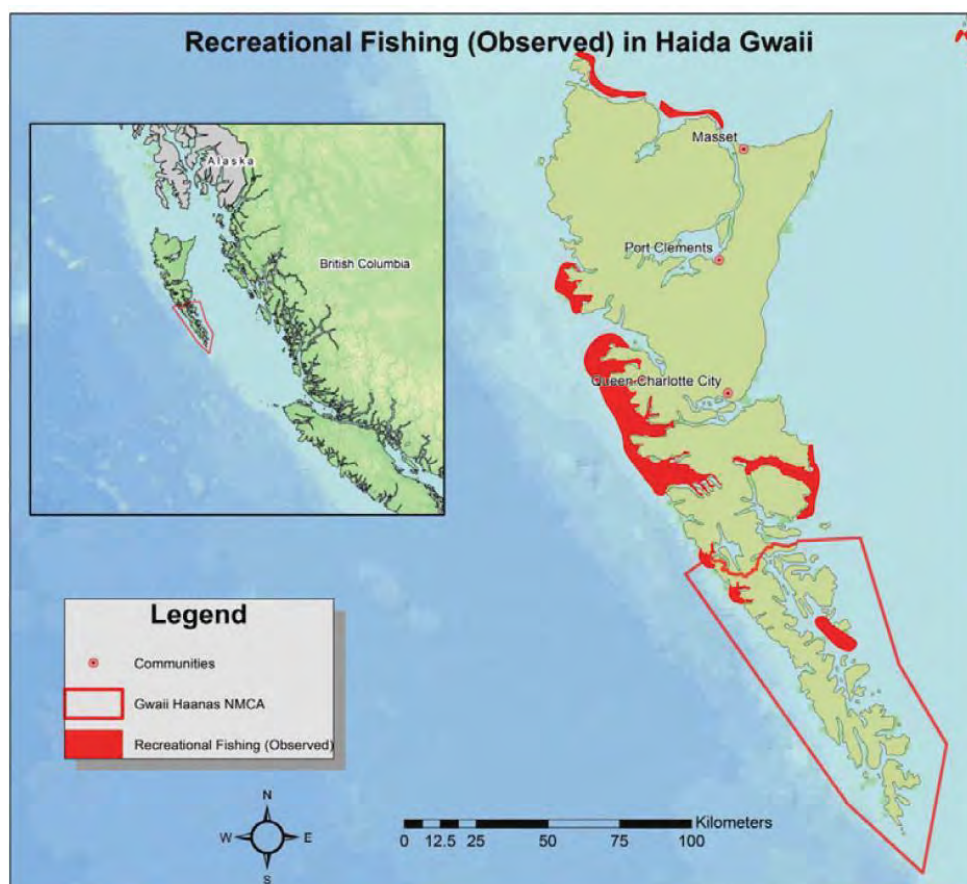 Recreational Fishing (Observed) in Haida Gwaii
Masset
Alaska
Port Clements
British Columbia
Queen Charlotte City
Legend
Communities
Gwaii Haanas NMCA
Recreational Fishing (Observed)
N
W E
S
Kilometers
0 12.5 25 50 75 100